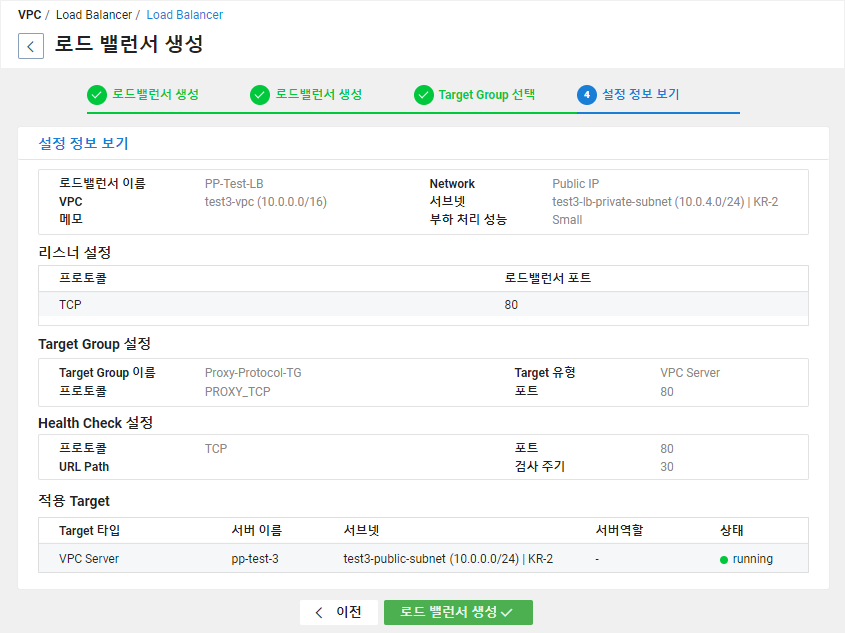 VPC / Load Balancer / Load Balancer
로드 밸런서 생성
로드밸런서 생성 로드밸런서 생성 Target Group 선택 4 설정 정보 보기
설정 정보 보기
로드밸런서 이름 PP-Test-LB Network Public IP
VPC test3-vpc (10.0.0.0/16) 서브넷 test3-lb-private-subnet (10.0.4.0/24) | KR-2
메모 부하 처리 성능 Small
리스너 설정
프로토콜 로드밸런서 포트
TCP 80
Target Group 설정
Target Group 이름 Proxy-Protocol-TG Target 유형 VPC Server
프로토콜 PROXY_TCP 포트 80
Health Check 설정
프로토콜 TCP 포트 80
URL Path 검사 주기 30
적용 Target
Target 타입 서버 이름 서브넷 서버역할 상태
VPC Server pp-test-3 test3-public-subnet (10.0.0.0/24) | KR-2 - running
이전 로드 밸런서 생성